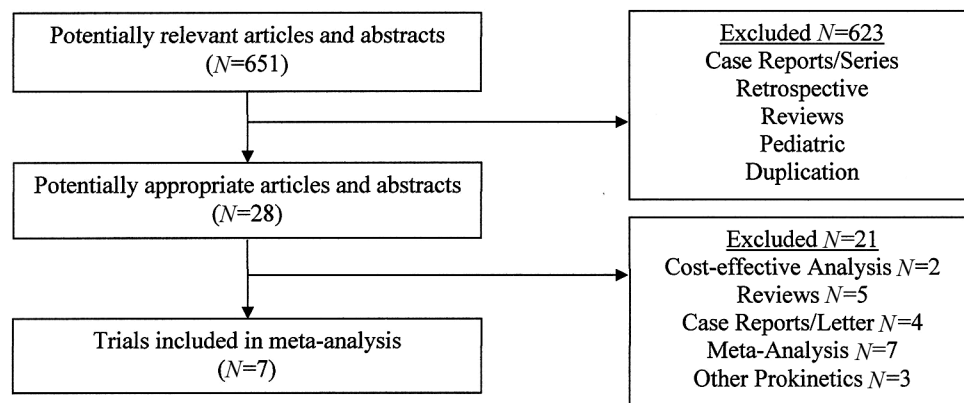 Potentially relevant articles and abstracts
(N=651)
Excluded N=623
Case Reports/Series
Retrospective
Reviews
Pediatric
Duplication
Potentially appropriate articles and abstracts
(N=28)
Excluded N=21
Cost-effective Analysis N=2
Reviews N=5
Case Reports/Letter N=4
Meta-Analysis N=7
Other Prokinetics N=3
Trials included in meta-analysis
(N=7)